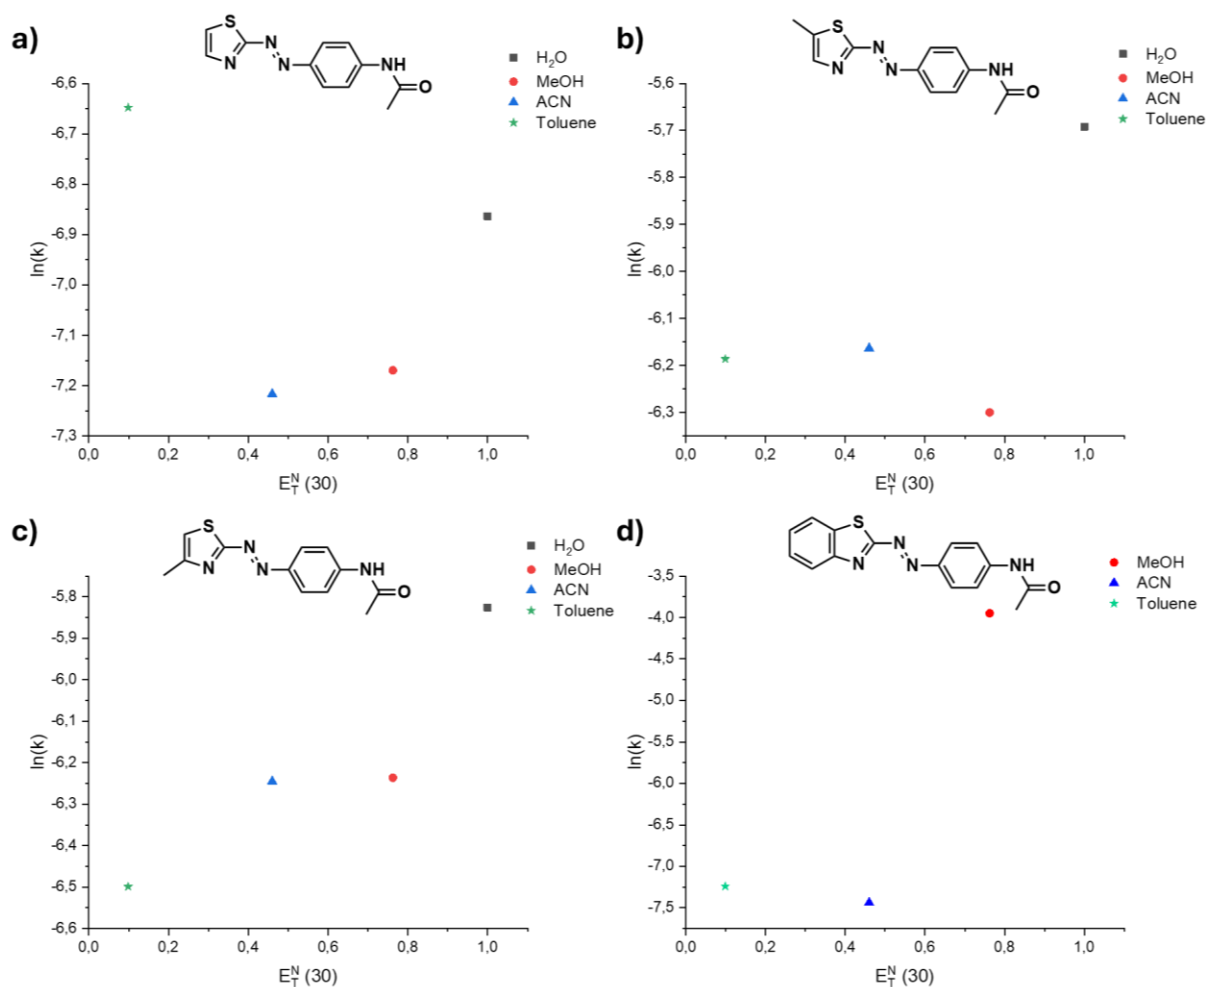 a)
S
N
N
N
NH
O
H₂O
MeOH
ACN
Toluene
-6,6
-6,7
-6,8
-6,9
-7,0
-7,1
-7,2
-7,3
ln(k)
0,0 0,2 0,4 0,6 0,8 1,0
E_T^N (30)
b)
S
N
N
N
NH
O
H₂O
MeOH
ACN
Toluene
-5,6
-5,7
-5,8
-5,9
-6,0
-6,1
-6,2
-6,3
ln(k)
0,0 0,2 0,4 0,6 0,8 1,0
E_T^N (30)
c)
S
N
N
N
NH
O
H₂O
MeOH
ACN
Toluene
-5,8
-5,9
-6,0
-6,1
-6,2
-6,3
-6,4
-6,5
-6,6
ln(k)
0,0 0,2 0,4 0,6 0,8 1,0
E_T^N (30)
d)
S
N
N
N
NH
O
MeOH
ACN
Toluene
-3,5
-4,0
-4,5
-5,0
-5,5
-6,0
-6,5
-7,0
-7,5
ln(k)
0,0 0,2 0,4 0,6 0,8 1,0
E_T^N (30)